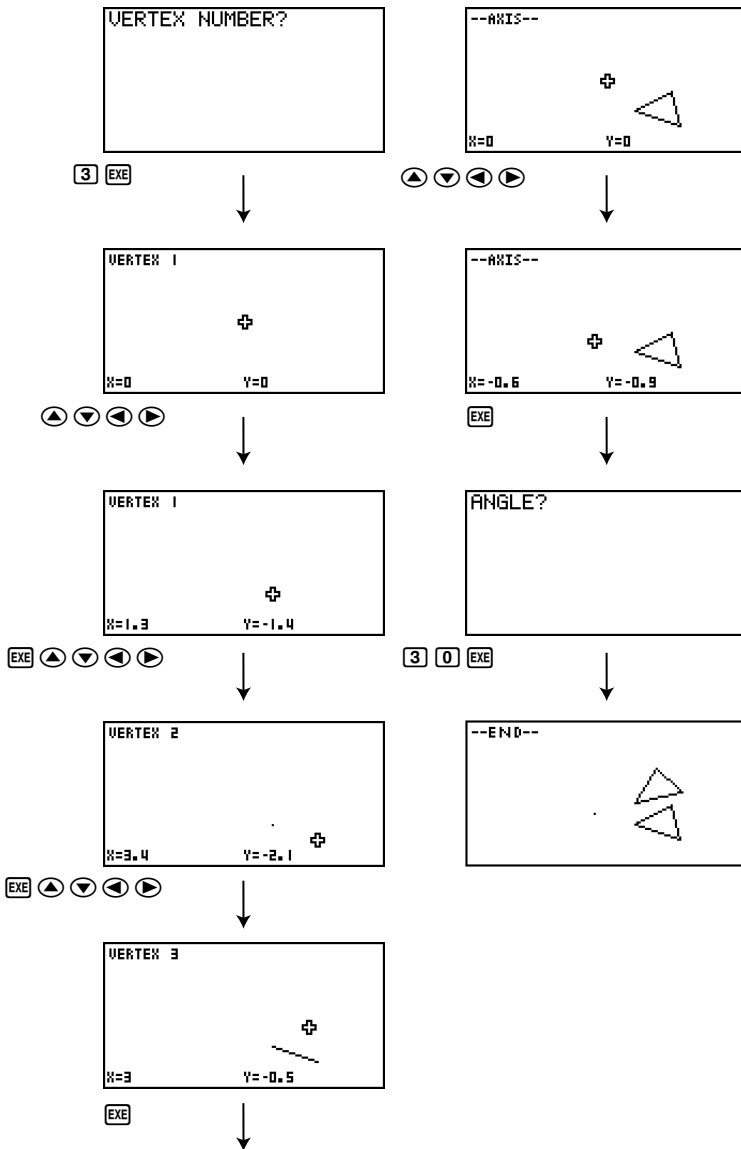 VERTEX NUMBER?
3 EXE
VERTEX 1
X=0 Y=0
VERTEX 1
X=1.3 Y=-1.4
EXE
VERTEX 2
X=3.4 Y=-2.1
EXE
VERTEX 3
X=3 Y=-0.5
EXE
--AXIS--
X=0 Y=0
--AXIS--
X=-0.6 Y=-0.9
EXE
ANGLE?
3 0 EXE
--END--